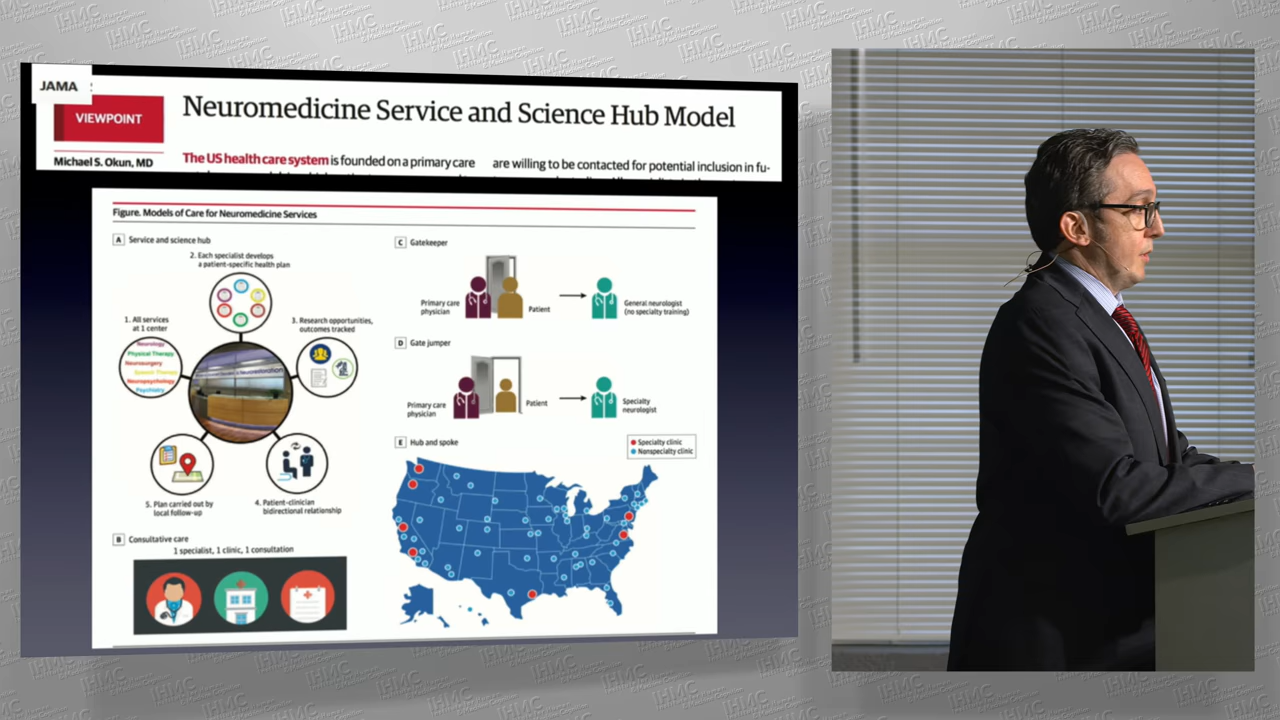 JAMA
VIEWPOINT
Michael S. Okun, MD
Neuromedicine Service and Science Hub Model
The US health care system is founded on a primary care
are willing to be contacted for potential inclusion in fu-
Figure. Models of Care for Neuromedicine Services
A Service and science hub
2. Each specialist develops
a patient-specific health plan
1. All services
at 1 center
Neurology
Physical Therapy
Neurosurgery
Speech Therapy
Neuropsychology
Psychiatry
3. Research opportunities,
outcomes tracked
5. Plan carried out by
local follow-up
4. Patient-clinician
bidirectional relationship
B Consultative care
1 specialist, 1 clinic, 1 consultation
C Gatekeeper
Primary care
physician
Patient
General neurologist
(no specialty training)
D Gate jumper
Primary care
physician
Patient
Specialty
neurologist
E Hub and spoke
Specialty clinic
Nonspecialty clinic
IHMC